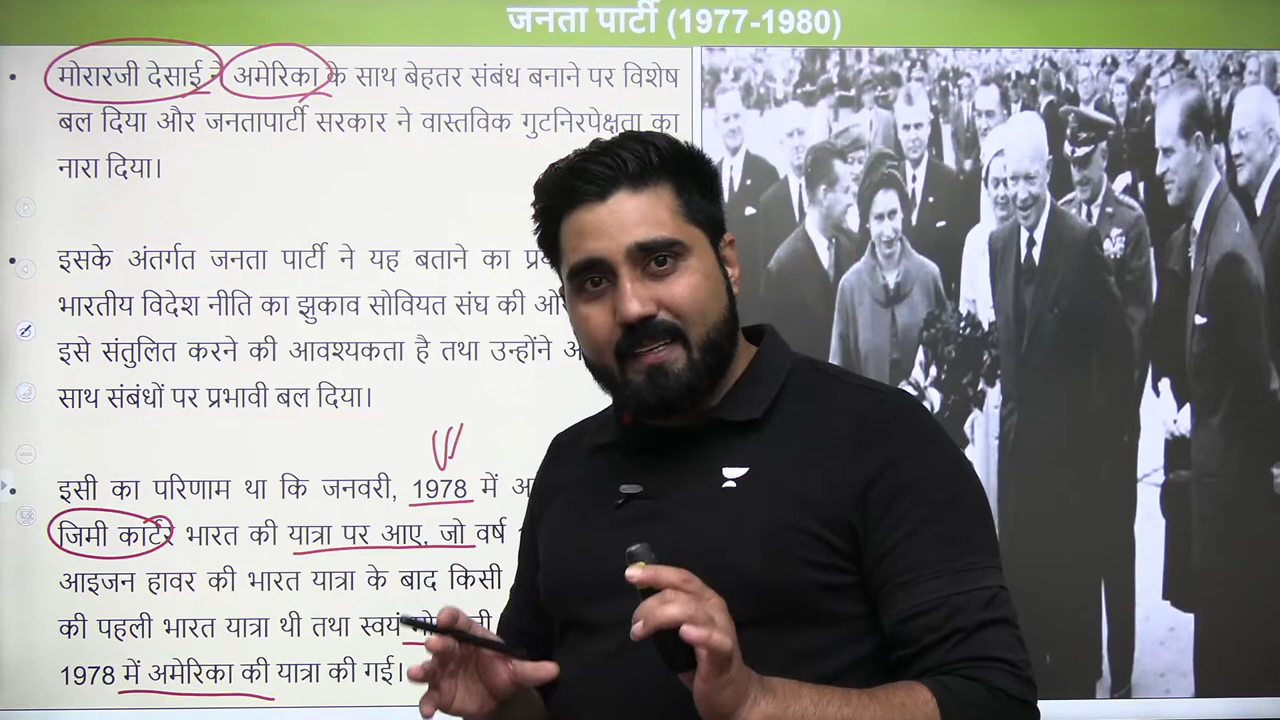 जनता पार्टी (1977-1980)
मोरारजी देसाई ने अमेरिका के साथ बेहतर संबंध बनाने पर विशेष
बल दिया और जनतापार्टी सरकार ने वास्तविक गुटनिरपेक्षता का
नारा दिया।
इसके अंतर्गत जनता पार्टी ने यह बताने का
भारतीय विदेश नीति का झुकाव सोवियत संघ की
इसे संतुलित करने की आवश्यकता है तथा उन्होंने
साथ संबंधों पर प्रभावी बल दिया।
इसी का परिणाम था कि जनवरी, 1978 में
जिमी कार्टर भारत की यात्रा पर आए, जो वर्ष
आइजन हावर की भारत यात्रा के बाद किसी
की पहली भारत यात्रा थी तथा स्वयं
1978 में अमेरिका की यात्रा की गई।